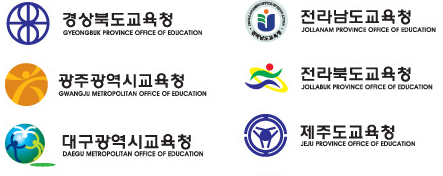 경상북도교육청
GYEONGBUK PROVINCE OFFICE OF EDUCATION
광주광역시교육청
GWANGJU METROPOLITAN OFFICE OF EDUCATION
대구광역시교육청
DAEGU METROPOLITAN OFFICE OF EDUCATION
전라남도교육청
JOLLANAM PROVINCE OFFICE OF EDUCATION
전라북도교육청
JOLLABUK PROVINCE OFFICE OF EDUCATION
제주도교육청
JEJU PROVINCE OFFICE OF EDUCATION